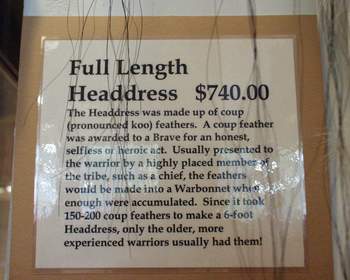 Full Length
Headdress $740.00
The Headdress was made up of coup
(pronounced koo) feathers. A coup feather
was awarded to a Brave for an honest,
selfless or heroic act. Usually presented to
the warrior by a highly placed member of
the tribe, such as a chief, the feathers
would be made into a Warbonnet when
enough were accumulated. Since it took
150-200 coup feathers to make a 6-foot
Headdress, only the older, more
experienced warriors usually had them!